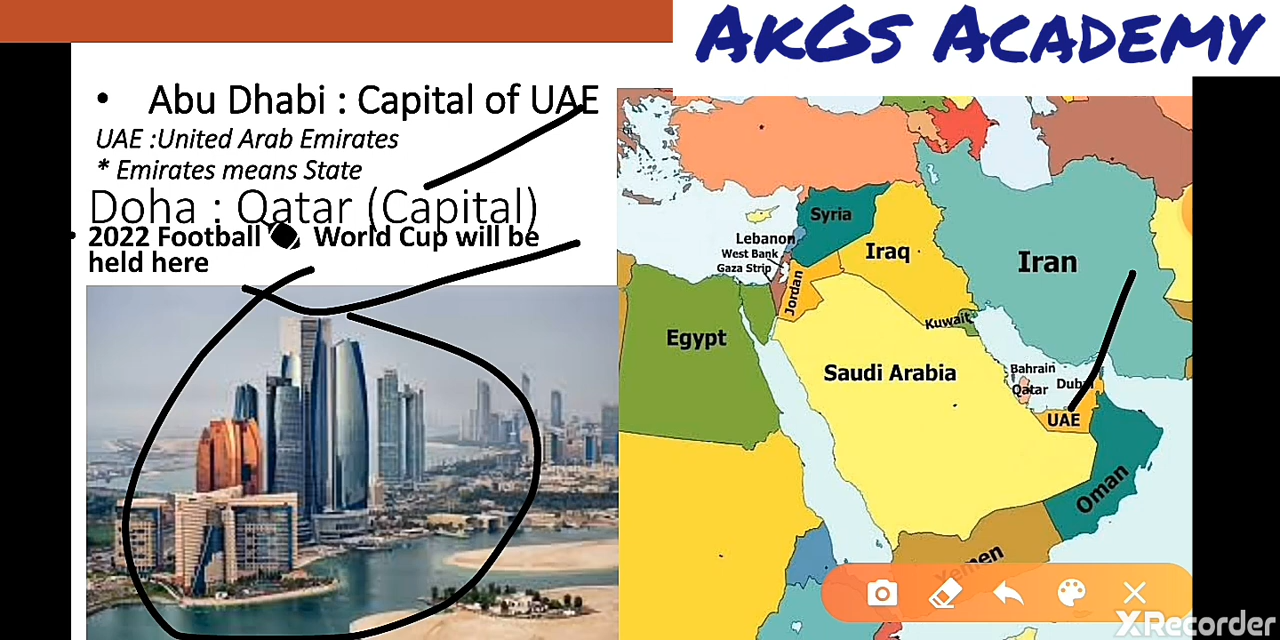 AkGs Academy
• Abu Dhabi : Capital of UAE
UAE :United Arab Emirates
* Emirates means State
Doha : Qatar (Capital)
• 2022 Football World Cup will be
held here
Syria
Lebanon
West Bank
Gaza Strip
Iraq
Iran
Jordan
Kuwait
Egypt
Saudi Arabia
Bahrain
Qatar
Dubai
UAE
Oman
Yemen
XRecorder